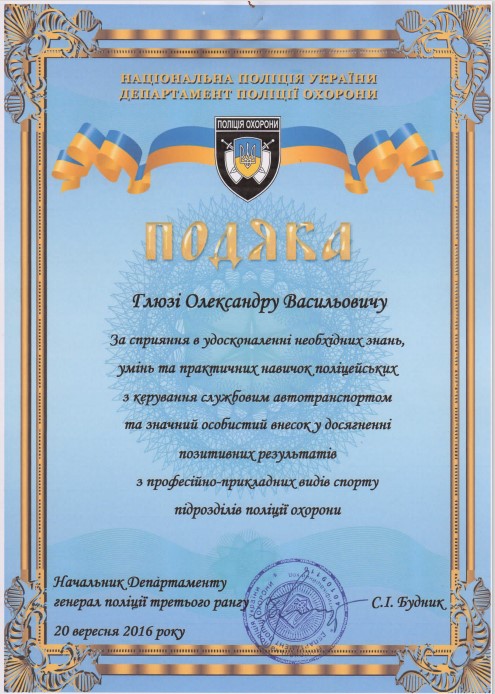 НАЦІОНАЛЬНА ПОЛІЦІЯ УКРАЇНИ
ДЕПАРТАМЕНТ ПОЛІЦІЇ ОХОРОНИ
ПОЛІЦІЯ ОХОРОНИ
ПОДЯКА
Глюзі Олександру Васильовичу
За сприяння в удосконаленні необхідних знань,
умінь та практичних навичок поліцейських
з керування службовим автотранспортом
та значний особистий внесок у досягненні
позитивних результатів
з професійно-прикладних видів спорту
підрозділів поліції охорони
Начальник Департаменту
генерал поліції третього рангу
С.І. Будник
20 вересня 2016 року